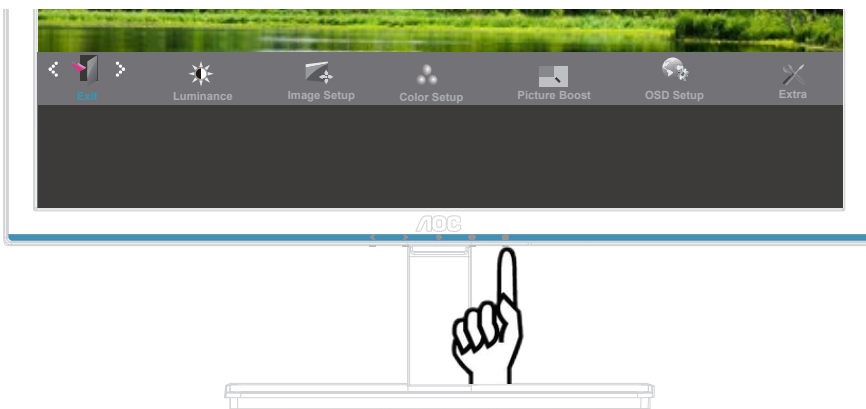 Exit
Luminance
Image Setup
Color Setup
Picture Boost
OSD Setup
Extra
AOC